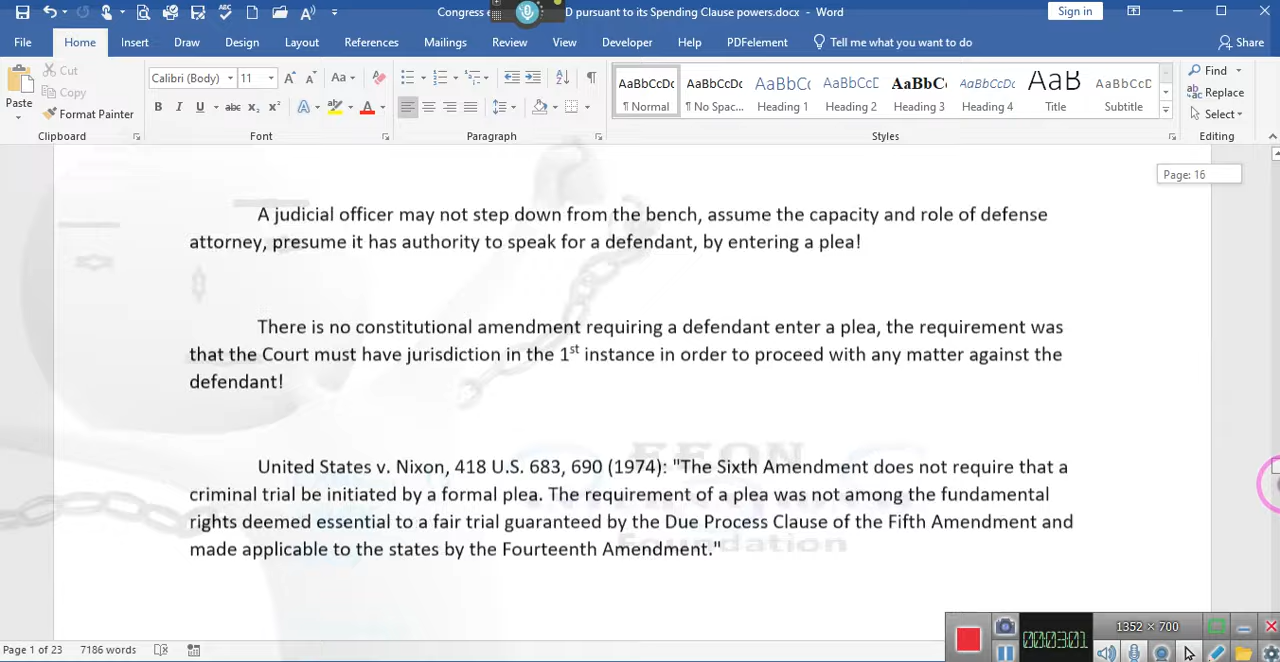 Congress e D pursuant to its Spending Clause powers.docx - Word
Sign in
File Home Insert Draw Design Layout References Mailings Review View Developer Help PDFelement Tell me what you want to do Share
Paste
Cut
Copy
Format Painter
Clipboard
Calibri (Body) 11
Font
Paragraph
AaBbCcDc
¶ Normal
AaBbCcDc
¶ No Spac...
AaBbCc
Heading 1
AaBbCcD
Heading 2
AaBbC
Heading 3
AaBbCcDc
Heading 4
AaB
Title
AaBbCcD
Subtitle
Styles
Find
Replace
Select
Editing
Page: 16
A judicial officer may not step down from the bench, assume the capacity and role of defense
attorney, presume it has authority to speak for a defendant, by entering a plea!
There is no constitutional amendment requiring a defendant enter a plea, the requirement was
that the Court must have jurisdiction in the 1st instance in order to proceed with any matter against the
defendant!
United States v. Nixon, 418 U.S. 683, 690 (1974): "The Sixth Amendment does not require that a
criminal trial be initiated by a formal plea. The requirement of a plea was not among the fundamental
rights deemed essential to a fair trial guaranteed by the Due Process Clause of the Fifth Amendment and
made applicable to the states by the Fourteenth Amendment."
Foundation
1352 × 700
00:03:01
Page 1 of 23 7186 words